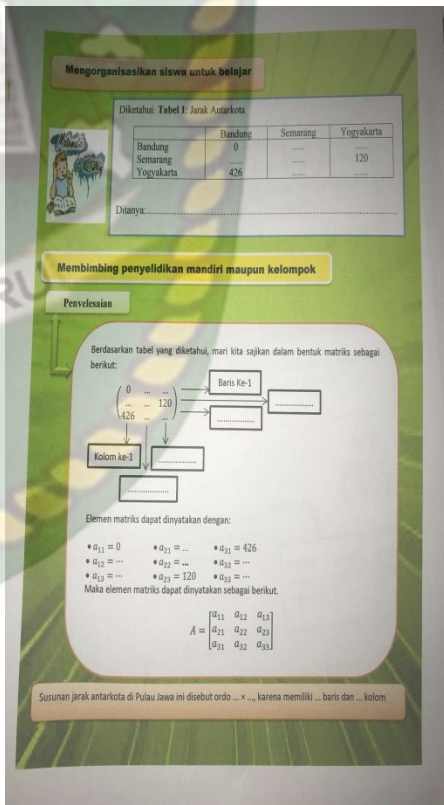 Mengorganisasikan siswa untuk belajar
Diketahui: Tabel 1: Jarak Antarkota
Bandung Semarang Yogyakarta
Bandung 0 ...... ......
Semarang ...... ...... 120
Yogyakarta 426 ...... ......
Ditanya:..............................
Membimbing penyelidikan mandiri maupun kelompok
Penyelesaian
Berdasarkan tabel yang diketahui, mari kita sajikan dalam bentuk matriks sebagai
berikut:
0 ... ... Baris Ke-1
... ... 120 ..................
426 ... ... ..................
Kolom ke-1 ..................
..................
Elemen matriks dapat dinyatakan dengan:
• a₁₁ = 0 • a₂₁ = ... • a₃₁ = 426
• a₁₂ = ⋯ • a₂₂ = ... • a₃₂ = ⋯
• a₁₃ = ⋯ • a₂₃ = 120 • a₃₃ = ⋯
Maka elemen matriks dapat dinyatakan sebagai berikut.
a₁₁ a₁₂ a₁₃
A = a₂₁ a₂₂ a₂₃
a₃₁ a₃₂ a₃₃
Susunan jarak antarkota di Pulau Jawa ini disebut ordo ... × ..., karena memiliki ... baris dan ... kolom